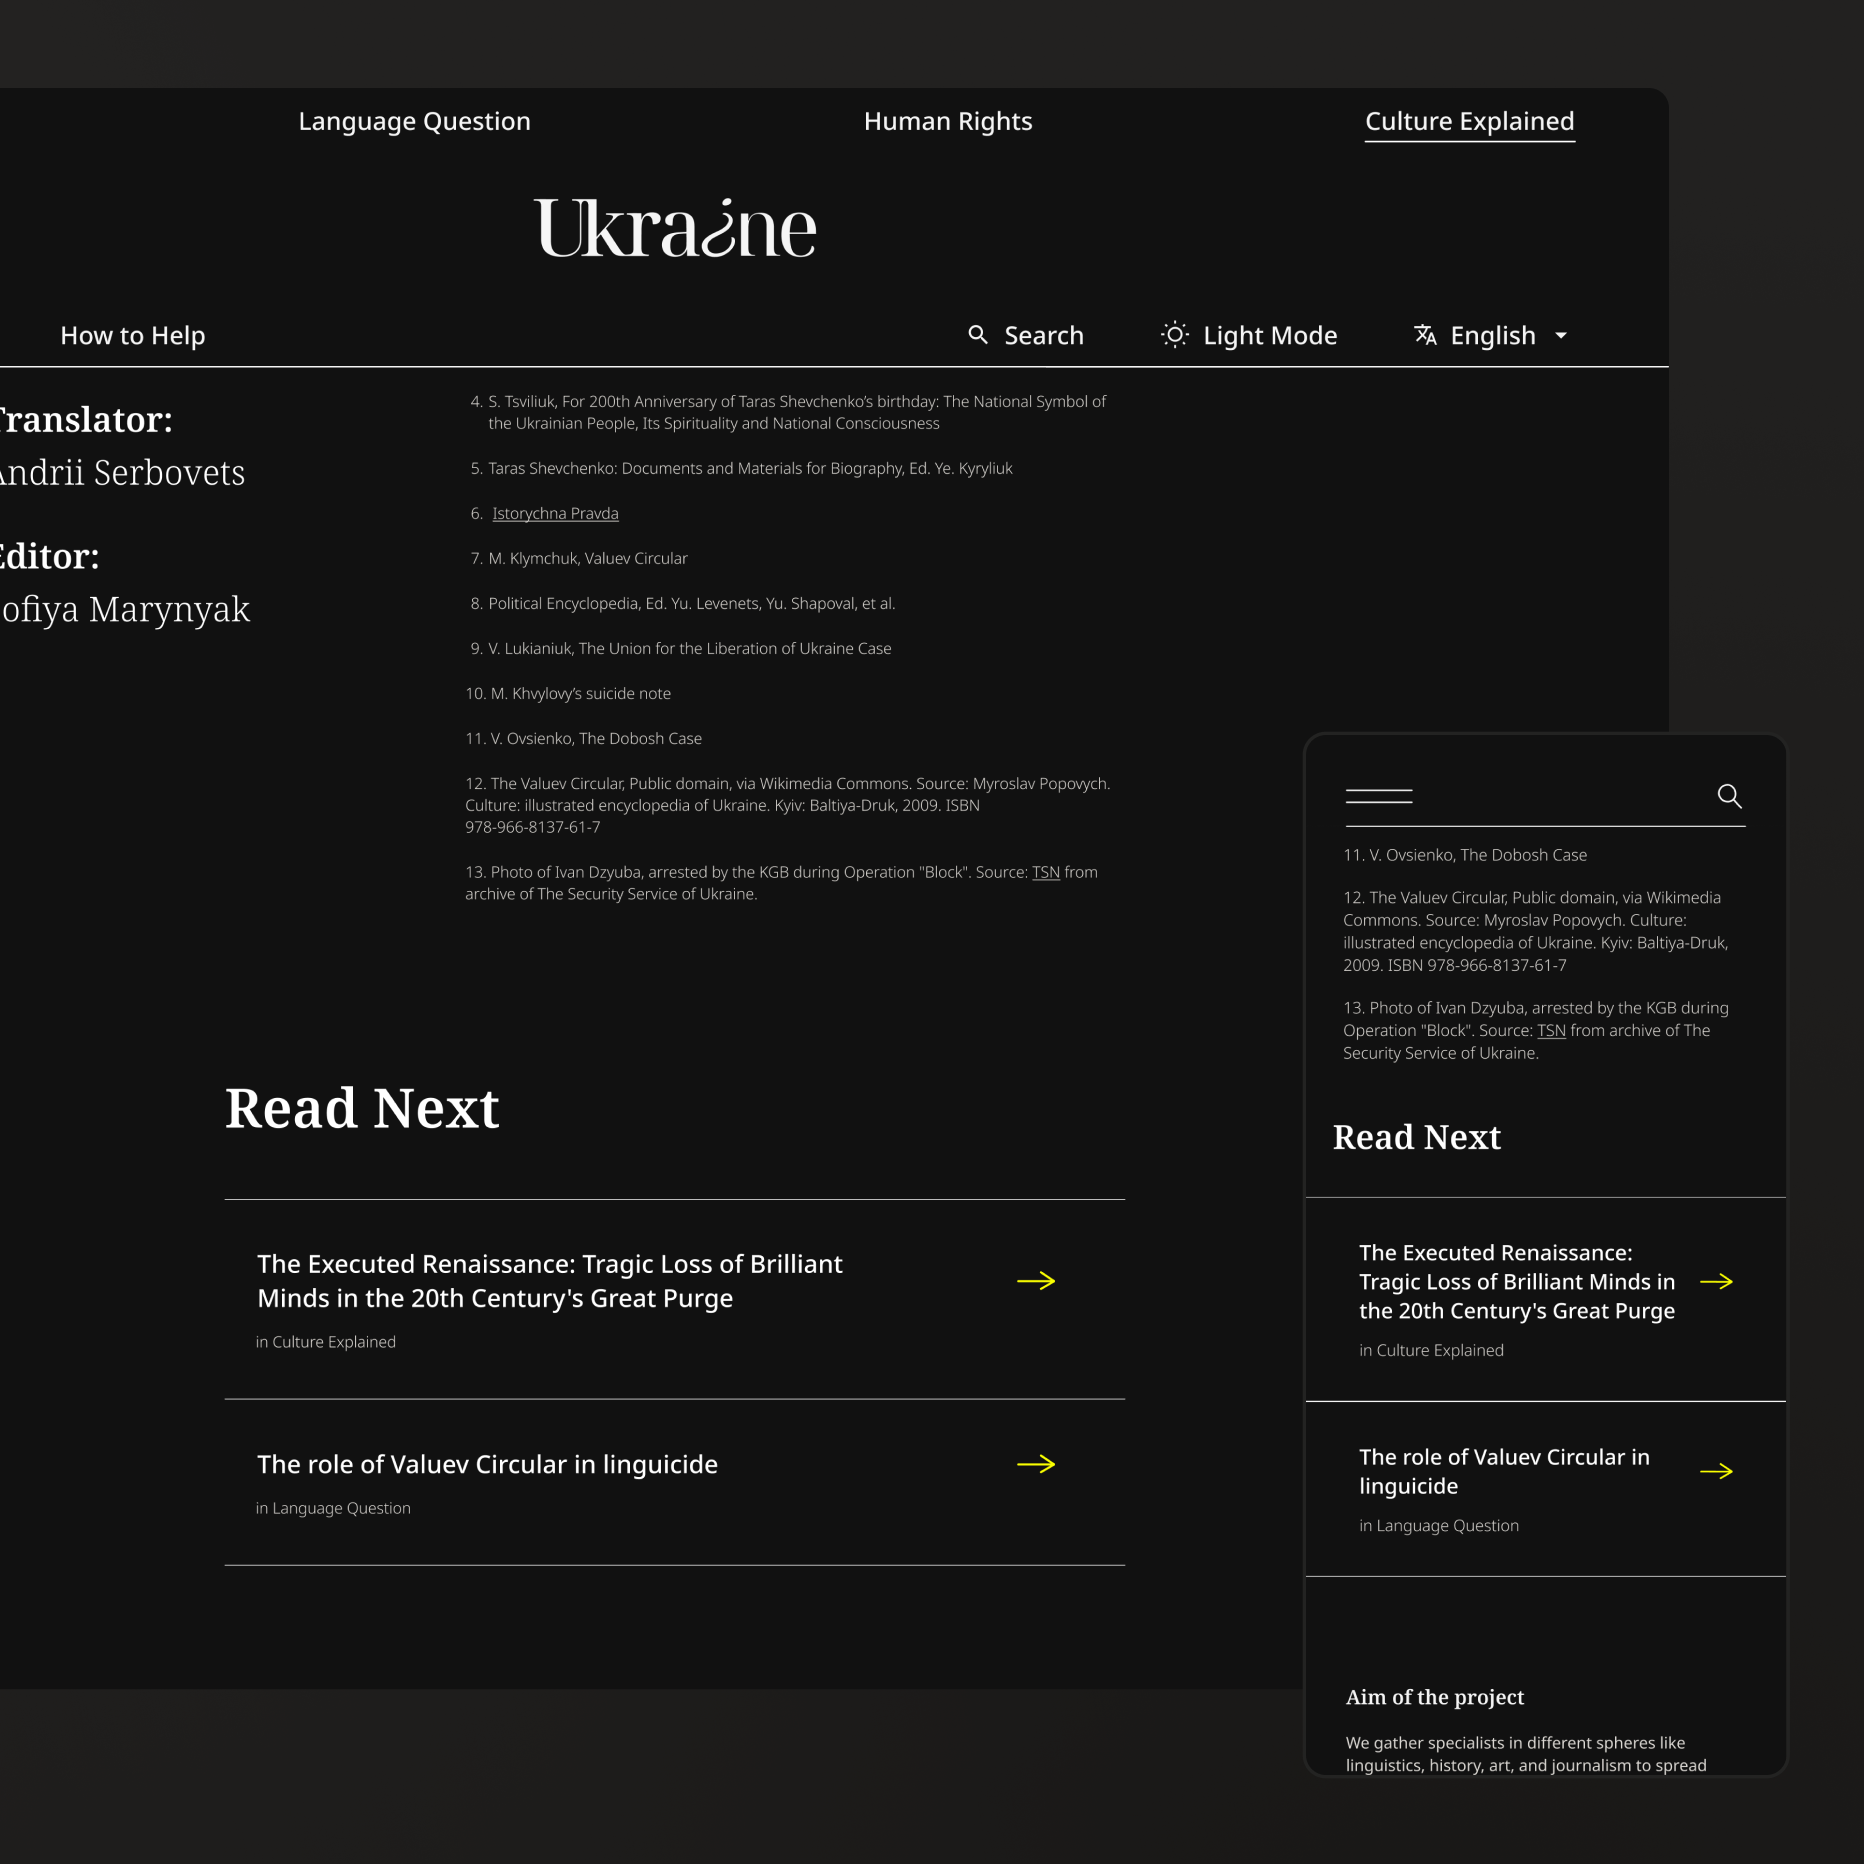 Language Question
Human Rights
Culture Explained
Ukra¿ne
How to Help
Search
Light Mode
English
Translator:
Andrii Serbovets
Editor:
ofiya Marynyak
4. S. Tsviliuk, For 200th Anniversary of Taras Shevchenko’s birthday: The National Symbol of
the Ukrainian People, Its Spirituality and National Consciousness
5. Taras Shevchenko: Documents and Materials for Biography, Ed. Ye. Kyryliuk
6. Istorychna Pravda
7. M. Klymchuk, Valuev Circular
8. Political Encyclopedia, Ed. Yu. Levenets, Yu. Shapoval, et al.
9. V. Lukianiuk, The Union for the Liberation of Ukraine Case
10. M. Khvylovy’s suicide note
11. V. Ovsienko, The Dobosh Case
12. The Valuev Circular, Public domain, via Wikimedia Commons. Source: Myroslav Popovych.
Culture: illustrated encyclopedia of Ukraine. Kyiv: Baltiya-Druk, 2009. ISBN
978-966-8137-61-7
13. Photo of Ivan Dzyuba, arrested by the KGB during Operation "Block". Source: TSN from
archive of The Security Service of Ukraine.
Read Next
The Executed Renaissance: Tragic Loss of Brilliant
Minds in the 20th Century's Great Purge
in Culture Explained
The role of Valuev Circular in linguicide
in Language Question
11. V. Ovsienko, The Dobosh Case
12. The Valuev Circular, Public domain, via Wikimedia
Commons. Source: Myroslav Popovych. Culture:
illustrated encyclopedia of Ukraine. Kyiv: Baltiya-Druk,
2009. ISBN 978-966-8137-61-7
13. Photo of Ivan Dzyuba, arrested by the KGB during
Operation "Block". Source: TSN from archive of The
Security Service of Ukraine.
Read Next
The Executed Renaissance:
Tragic Loss of Brilliant Minds in
the 20th Century's Great Purge
in Culture Explained
The role of Valuev Circular in
linguicide
in Language Question
Aim of the project
We gather specialists in different spheres like
linguistics, history, art, and journalism to spread